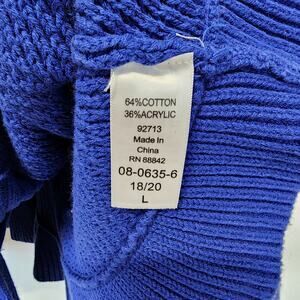 64%COTTON
36%ACRYLIC
92713
Made In
China
RN 88842
08-0635-6
18/20
L